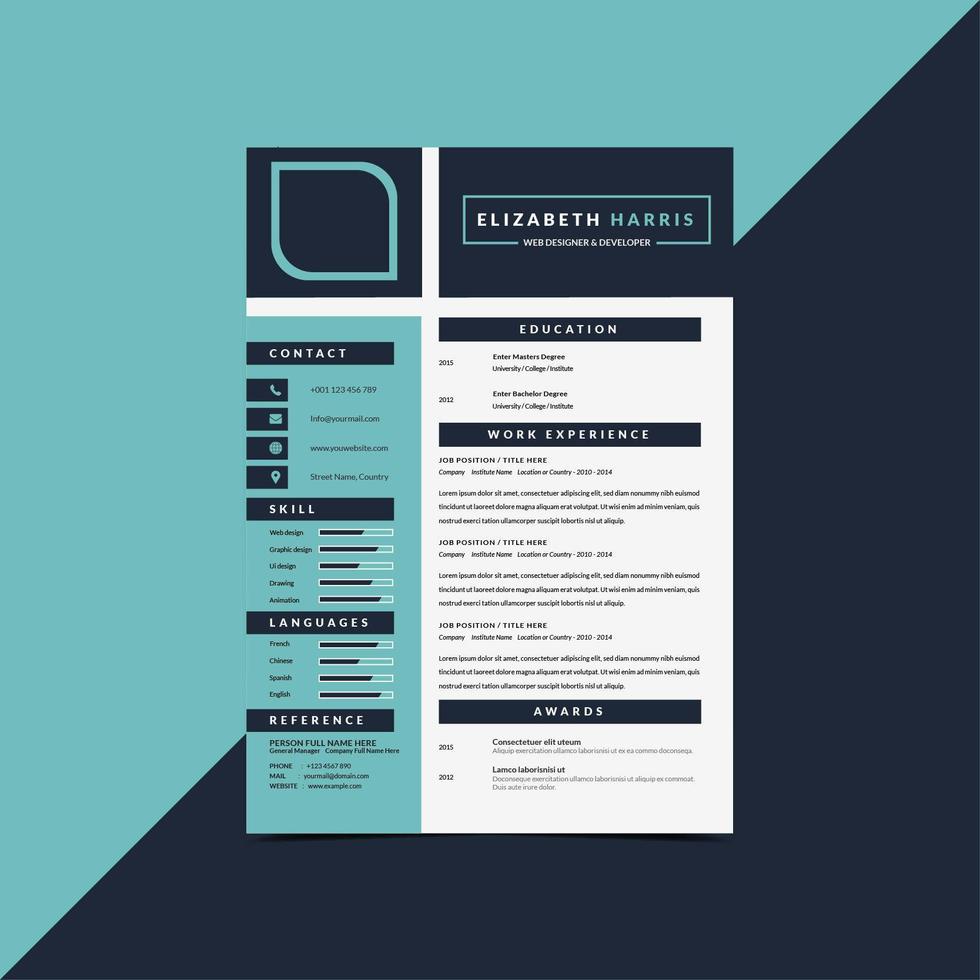 ELIZABETH HARRIS
WEB DESIGNER & DEVELOPER
CONTACT
+001 123 456 789
Info@yourmail.com
www.youwebsite.com
Street Name, Country
SKILL
Web design
Graphic design
Ui design
Drawing
Animation
LANGUAGES
French
Chinese
Spanish
English
REFERENCE
PERSON FULL NAME HERE
General Manager Company Full Name Here
PHONE : +123 4567 890
MAIL : yourmail@domain.com
WEBSITE : www.example.com
EDUCATION
2015 Enter Masters Degree
University / College / Institute
2012 Enter Bachelor Degree
University / College / Institute
WORK EXPERIENCE
JOB POSITION / TITLE HERE
Company Institute Name Location or Country - 2010 - 2014
Lorem ipsum dolor sit amet, consectetuer adipiscing elit, sed diam nonummy nibh euismod
tincidunt ut laoreet dolore magna aliquam erat volutpat. Ut wisi enim ad minim veniam, quis
nostrud exerci tation ullamcorper suscipit lobortis nisl ut aliquip.
JOB POSITION / TITLE HERE
Company Institute Name Location or Country - 2010 - 2014
Lorem ipsum dolor sit amet, consectetuer adipiscing elit, sed diam nonummy nibh euismod
tincidunt ut laoreet dolore magna aliquam erat volutpat. Ut wisi enim ad minim veniam, quis
nostrud exerci tation ullamcorper suscipit lobortis nisl ut aliquip.
JOB POSITION / TITLE HERE
Company Institute Name Location or Country - 2010 - 2014
Lorem ipsum dolor sit amet, consectetuer adipiscing elit, sed diam nonummy nibh euismod
tincidunt ut laoreet dolore magna aliquam erat volutpat. Ut wisi enim ad minim veniam, quis
nostrud exerci tation ullamcorper suscipit lobortis nisl ut aliquip.
AWARDS
2015 Consectetuer elit uteum
Aliquip exercitation ullamco laborisnisi ut ex ea commo doconseqa.
2012 Lamco laborisnisi ut
Doconseque exercitation ullamco laborisnisi ut aliquip ex commoat.
Duis aute irure dolor.